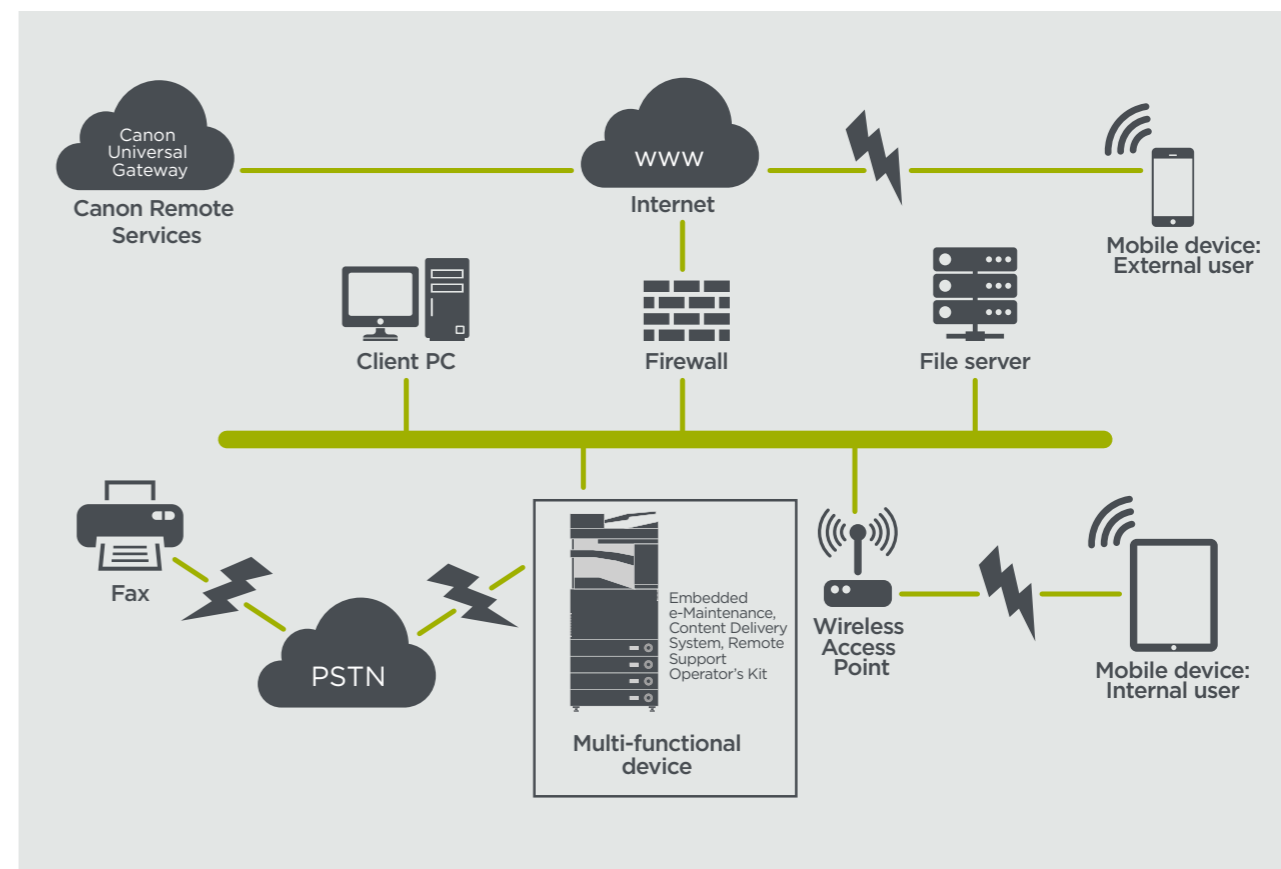 Canon
Universal
Gateway
Canon Remote
Services
www
Internet
Mobile device:
External user
Client PC
Firewall
File server
Fax
PSTN
Embedded
e-Maintenance,
Content Delivery
System, Remote
Support
Operator's Kit
Multi-functional
device
Wireless
Access
Point
Mobile device:
Internal user